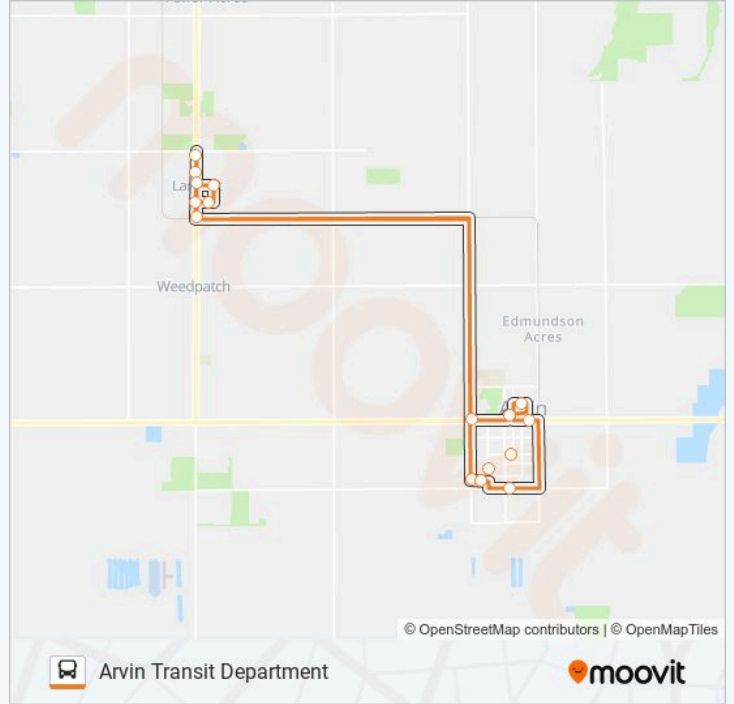 Weedpatch
Edmundson
Acres
© OpenStreetMap contributors | © OpenMapTiles
Arvin Transit Department
moovit